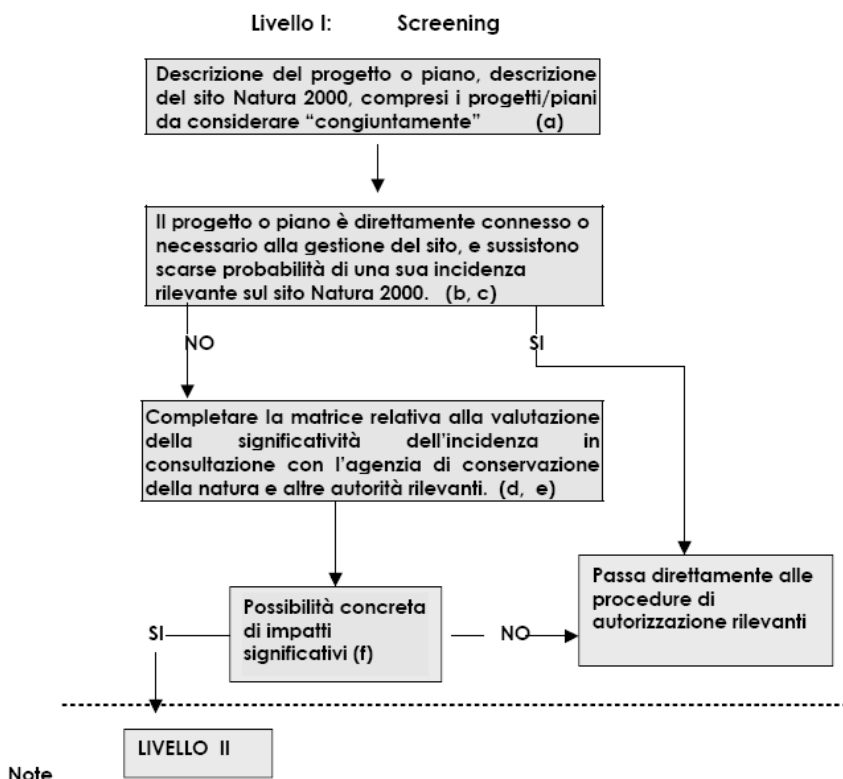 Livello I: Screening
Descrizione del progetto o piano, descrizione
del sito Natura 2000, compresi i progetti/piani
da considerare “congiuntamente” (a)
Il progetto o piano è direttamente connesso o
necessario alla gestione del sito, e sussistono
scarse probabilità di una sua incidenza
rilevante sul sito Natura 2000. (b, c)
NO SI
Completare la matrice relativa alla valutazione
della significatività dell’incidenza in
consultazione con l’agenzia di conservazione
della natura e altre autorità rilevanti. (d, e)
Passa direttamente alle
procedure di
autorizzazione rilevanti
Possibilità concreta
di impatti
significativi (f)
SI NO
LIVELLO II
Note